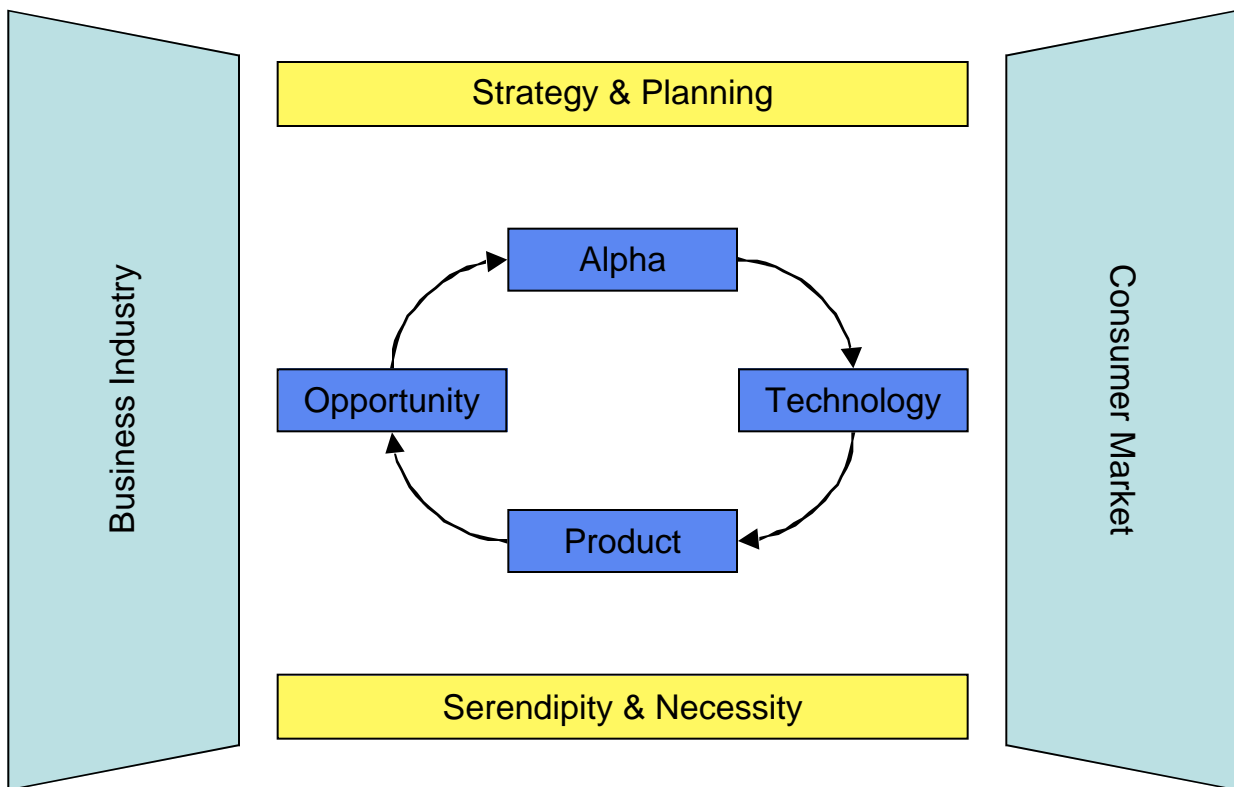 Strategy & Planning
Business Industry
Alpha
Opportunity
Technology
Product
Consumer Market
Serendipity & Necessity